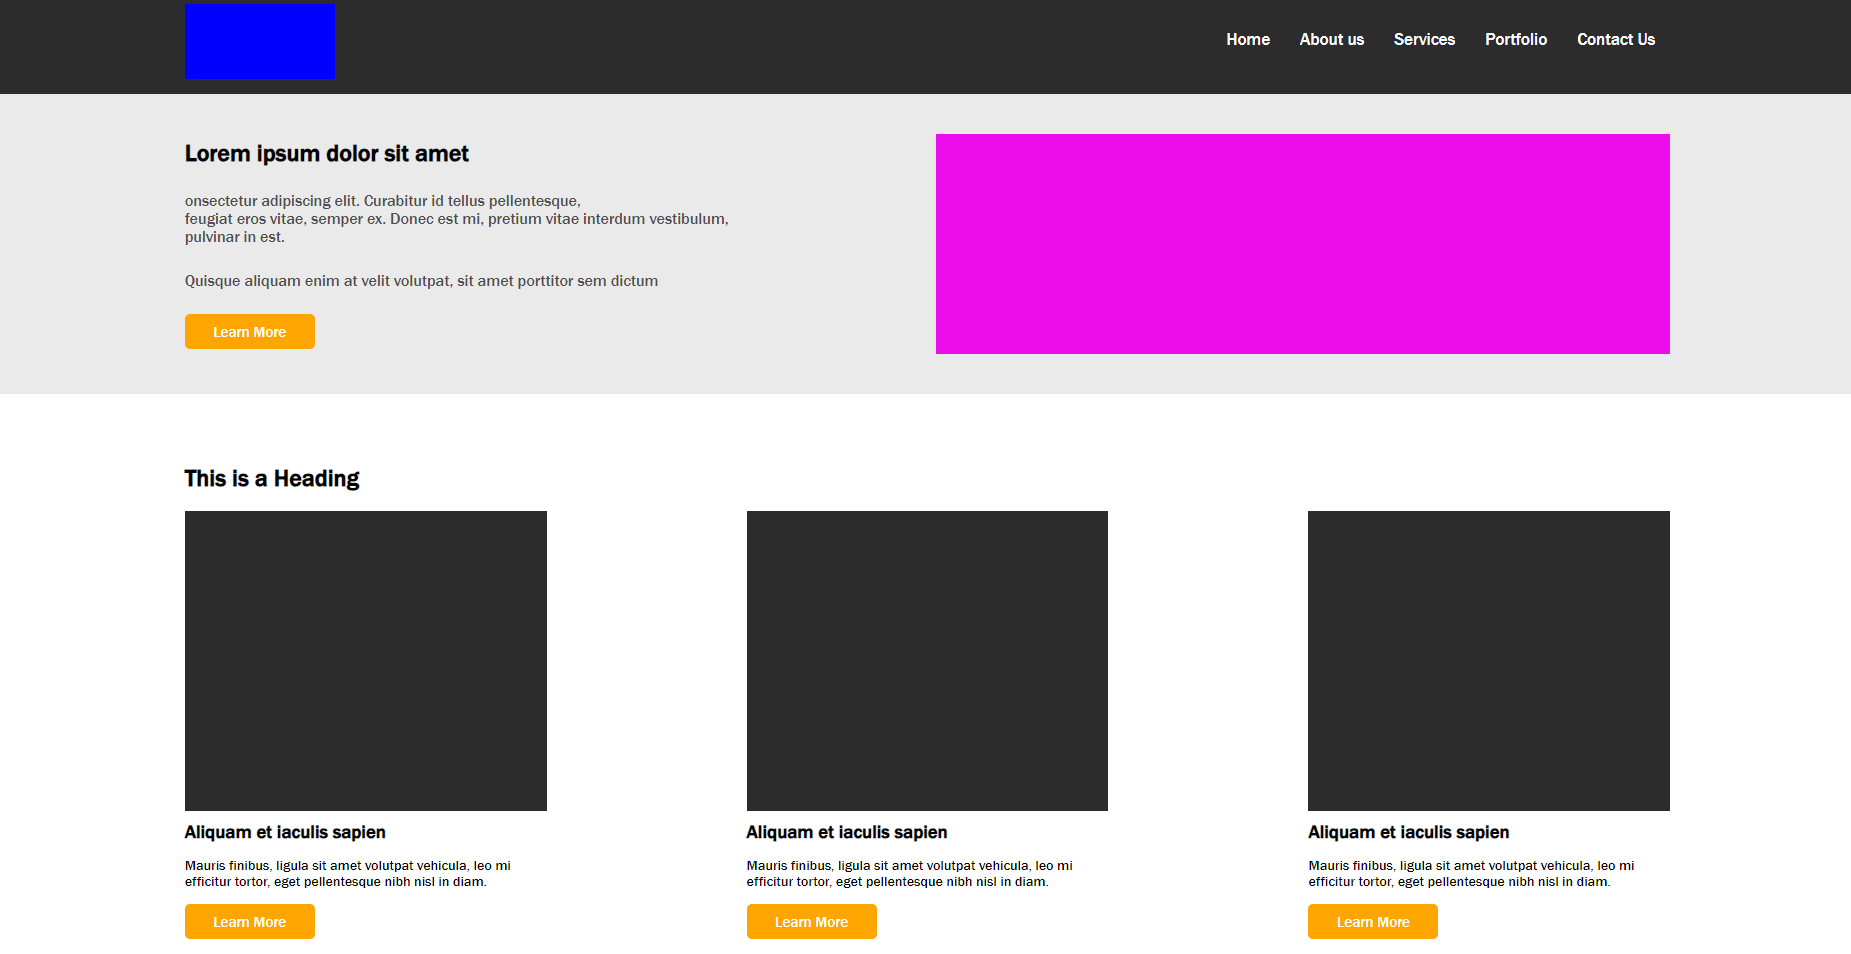 Home About us Services Portfolio Contact Us
Lorem ipsum dolor sit amet
onsectetur adipiscing elit. Curabitur id tellus pellentesque,
feugiat eros vitae, semper ex. Donec est mi, pretium vitae interdum vestibulum,
pulvinar in est.
Quisque aliquam enim at velit volutpat, sit amet porttitor sem dictum
Learn More
This is a Heading
Aliquam et iaculis sapien
Mauris finibus, ligula sit amet volutpat vehicula, leo mi
efficitur tortor, eget pellentesque nibh nisl in diam.
Learn More
Aliquam et iaculis sapien
Mauris finibus, ligula sit amet volutpat vehicula, leo mi
efficitur tortor, eget pellentesque nibh nisl in diam.
Learn More
Aliquam et iaculis sapien
Mauris finibus, ligula sit amet volutpat vehicula, leo mi
efficitur tortor, eget pellentesque nibh nisl in diam.
Learn More